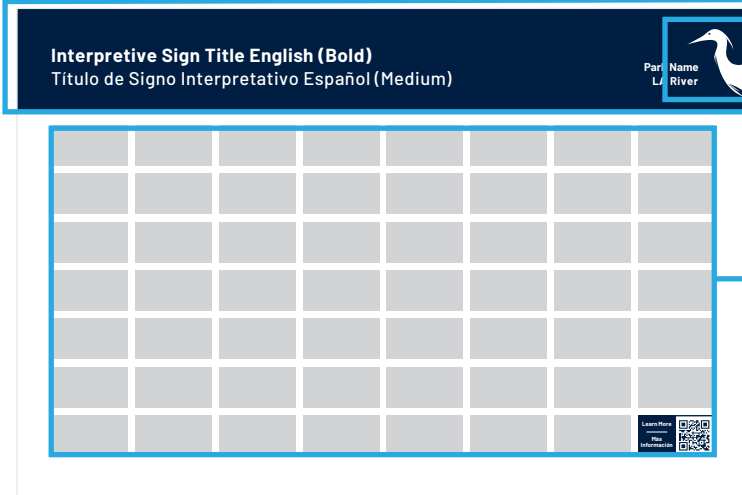 Interpretive Sign Title English (Bold)
Título de Signo Interpretativo Español (Medium)
Park Name
LA River
Learn More
Más
Información